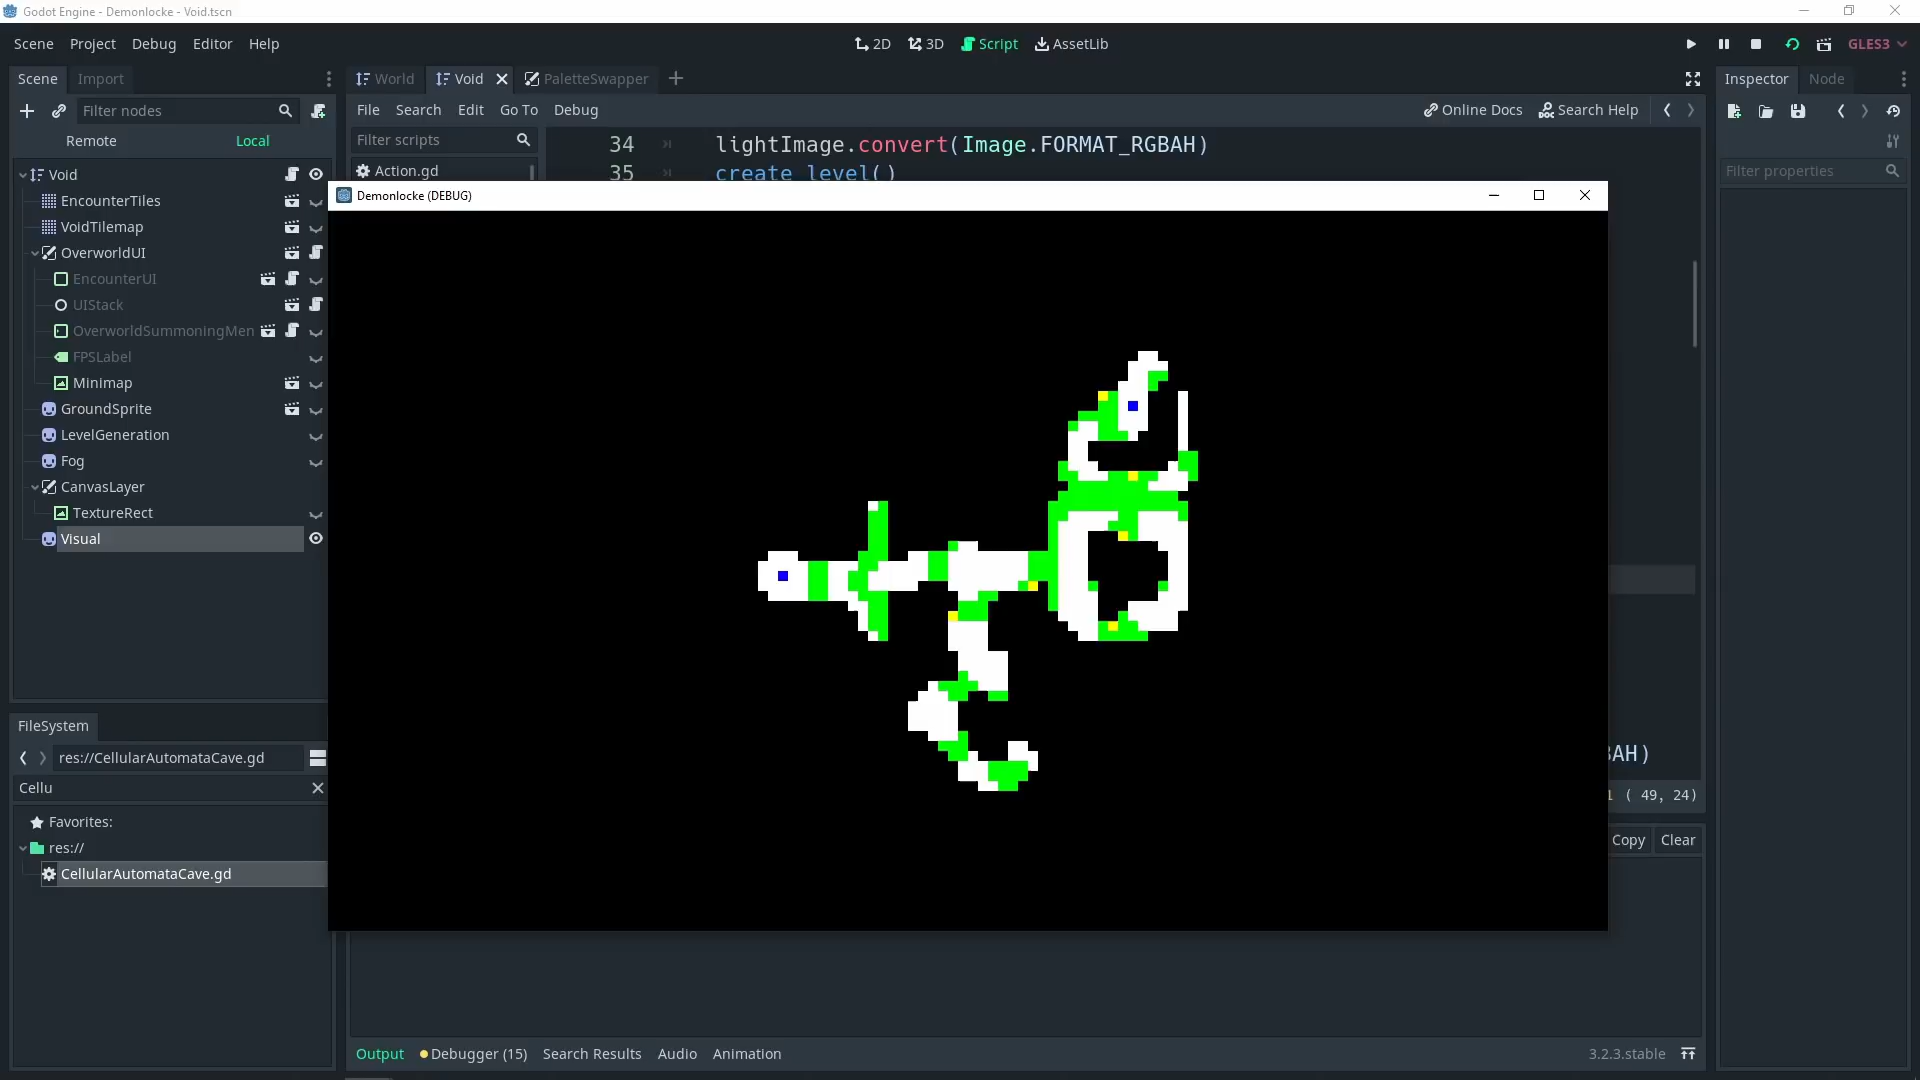 Godot Engine - Demonlocke - Void.tscn
Scene Project Debug Editor Help
2D 3D Script AssetLib
GLES3
Scene Import
World Void PaletteSwapper
Inspector Node
Filter nodes
File Search Edit Go To Debug
Online Docs Search Help
Remote Local
Filter scripts
34 lightImage.convert(Image.FORMAT_RGBAH)
Filter properties
Action.gd
35 create_level()
Void
Demonlocke (DEBUG)
EncounterTiles
VoidTilemap
OverworldUI
EncounterUI
UIStack
OverworldSummoningMen
FPSLabel
Minimap
GroundSprite
LevelGeneration
Fog
CanvasLayer
TextureRect
Visual
FileSystem
res://CellularAutomataCave.gd
AH)
Cellu
( 49, 24)
Favorites:
Copy Clear
res://
CellularAutomataCave.gd
Output Debugger (15) Search Results Audio Animation
3.2.3.stable